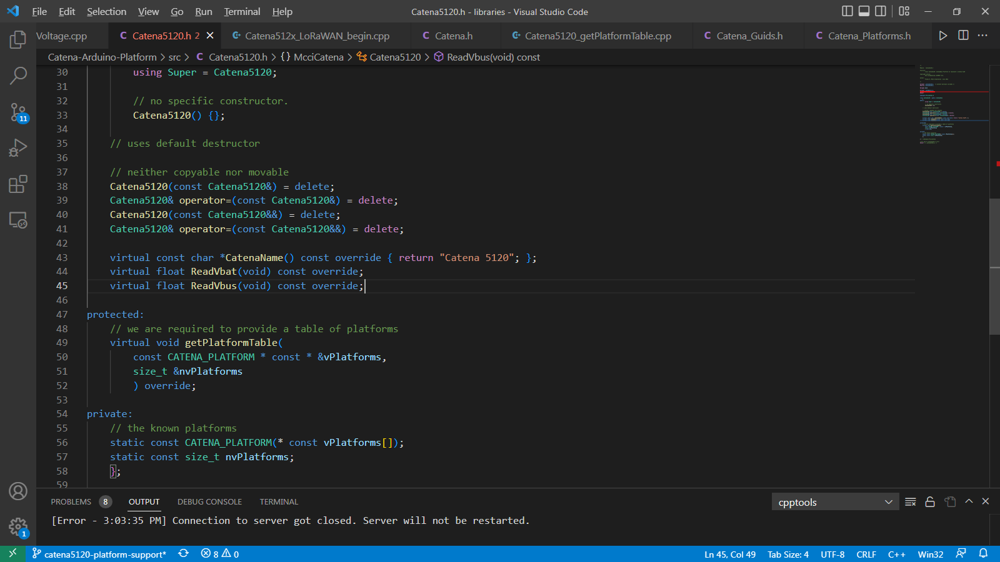 File Edit Selection View Go Run Terminal Help Catena5120.h - libraries - Visual Studio Code
Voltage.cpp C Catena5120.h 2 Catena512x_LoRaWAN_begin.cpp C Catena.h Catena5120_getPlatformTable.cpp C Catena_Guids.h C Catena_Platforms.h
Catena-Arduino-Platform > src > C Catena5120.h > {} McciCatena > Catena5120 > ReadVbus(void) const
30 using Super = Catena5120;
31
32 // no specific constructor.
33 Catena5120() {};
34
35 // uses default destructor
36
37 // neither copyable nor movable
38 Catena5120(const Catena5120&) = delete;
39 Catena5120& operator=(const Catena5120&) = delete;
40 Catena5120(const Catena5120&&) = delete;
41 Catena5120& operator=(const Catena5120&&) = delete;
42
43 virtual const char *CatenaName() const override { return "Catena 5120"; };
44 virtual float ReadVbat(void) const override;
45 virtual float ReadVbus(void) const override;
46
47 protected:
48 // we are required to provide a table of platforms
49 virtual void getPlatformTable(
50 const CATENA_PLATFORM * const * &vPlatforms,
51 size_t &nvPlatforms
52 ) override;
53
54 private:
55 // the known platforms
56 static const CATENA_PLATFORM(* const vPlatforms[]);
57 static const size_t nvPlatforms;
58 };
59
11
1
PROBLEMS 8 OUTPUT DEBUG CONSOLE TERMINAL cpptools
[Error - 3:03:35 PM] Connection to server got closed. Server will not be restarted.
catena5120-platform-support* 8 0 Ln 45, Col 49 Tab Size: 4 UTF-8 CRLF C++ Win32